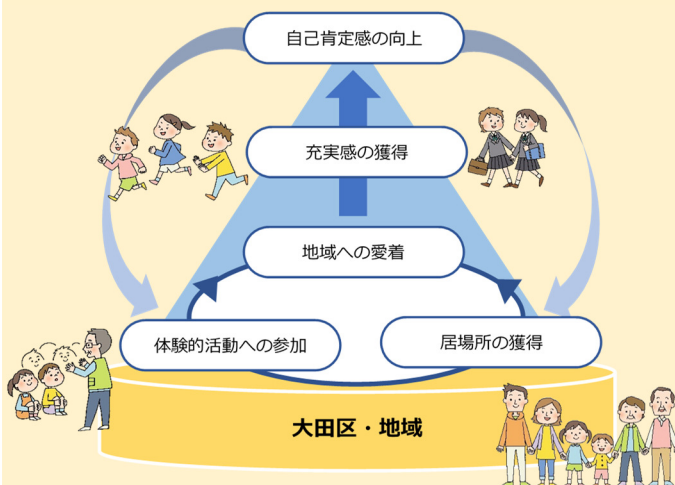 自己肯定感の向上
充実感の獲得
地域への愛着
体験的活動への参加
居場所の獲得
大田区・地域